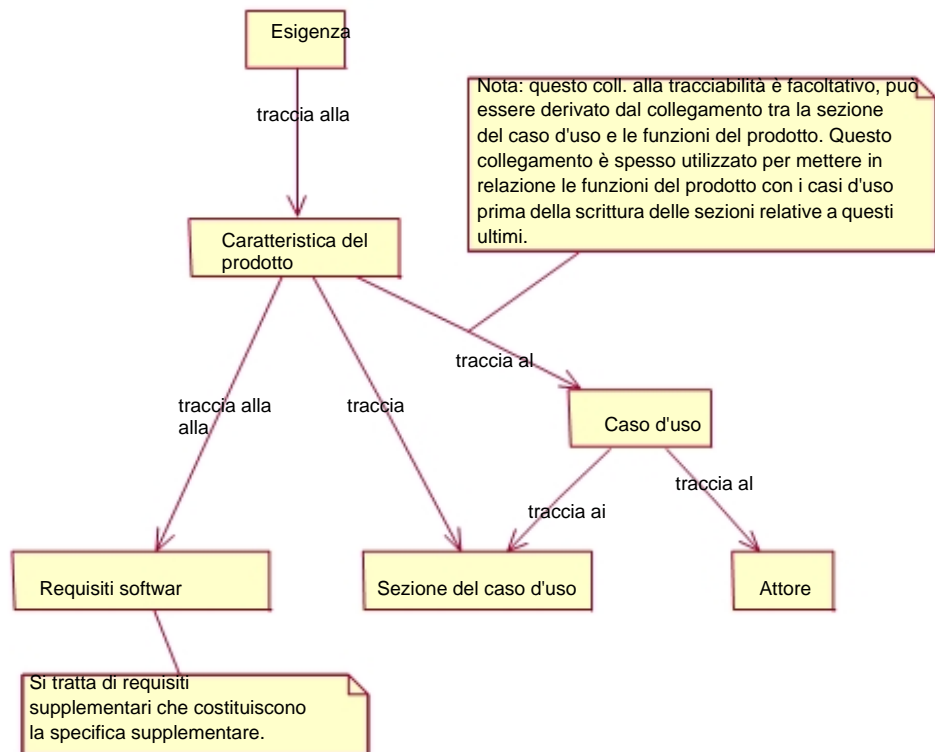 Esigenza
traccia alla
Nota: questo coll. alla tracciabilità è facoltativo, può
essere derivato dal collegamento tra la sezione
del caso d'uso e le funzioni del prodotto. Questo
collegamento è spesso utilizzato per mettere in
relazione le funzioni del prodotto con i casi d'uso
prima della scrittura delle sezioni relative a questi
ultimi.
Caratteristica del
prodotto
traccia al
traccia alla
alla
traccia
Caso d'uso
traccia al
traccia ai
Requisiti softwar
Sezione del caso d'uso
Attore
Si tratta di requisiti
supplementari che costituiscono
la specifica supplementare.